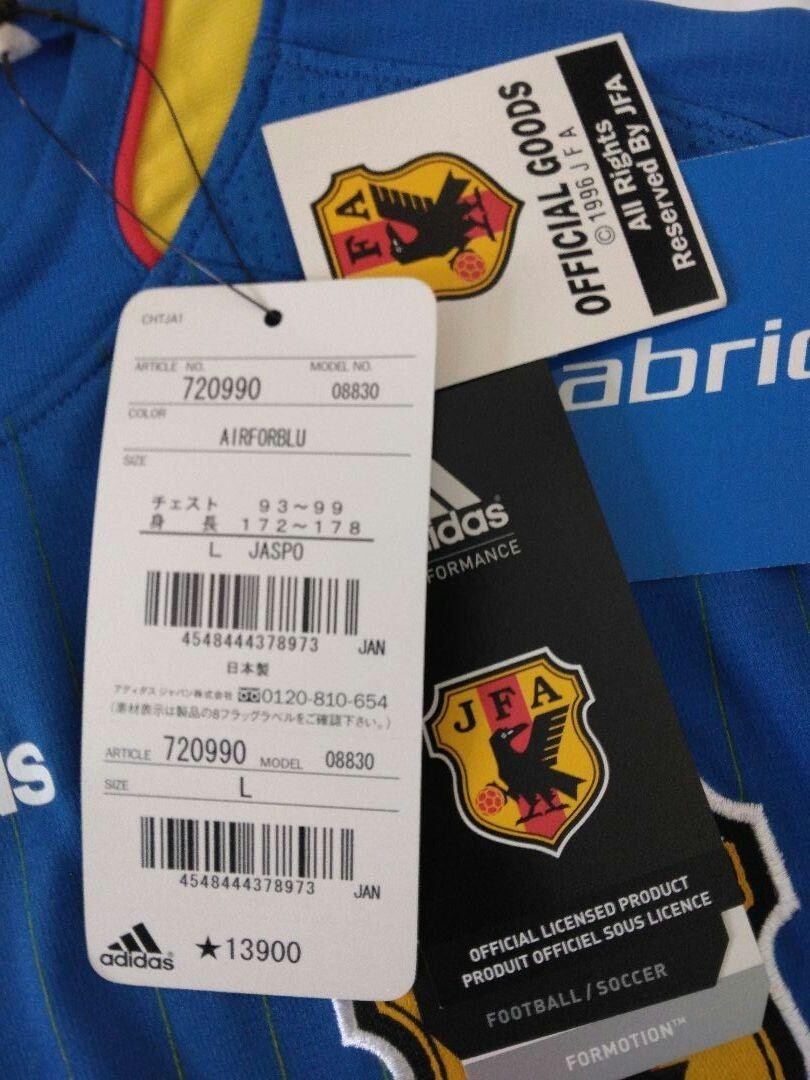 JFA
OFFICIAL GOODS
© 1996 J F A
All Rights
Reserved By JFA
abric
CHTJA1
ARTICLE NO. MODEL NO.
720990 08830
COLOR
AIRFORBLU
SIZE
チェスト 93～99
身長 172～178
L JASPO
4548444378973 JAN
日本製
アディダス ジャパン株式会社 0120-810-654
(素材表示は製品の8フラッグラベルをご確認下さい。)
ARTICLE 720990 MODEL 08830
SIZE L
4548444378973 JAN
adidas ★13900
idas
FORMANCE
JFA
OFFICIAL LICENSED PRODUCT
PRODUIT OFFICIEL SOUS LICENCE
FOOTBALL / SOCCER
FORMOTION™
as